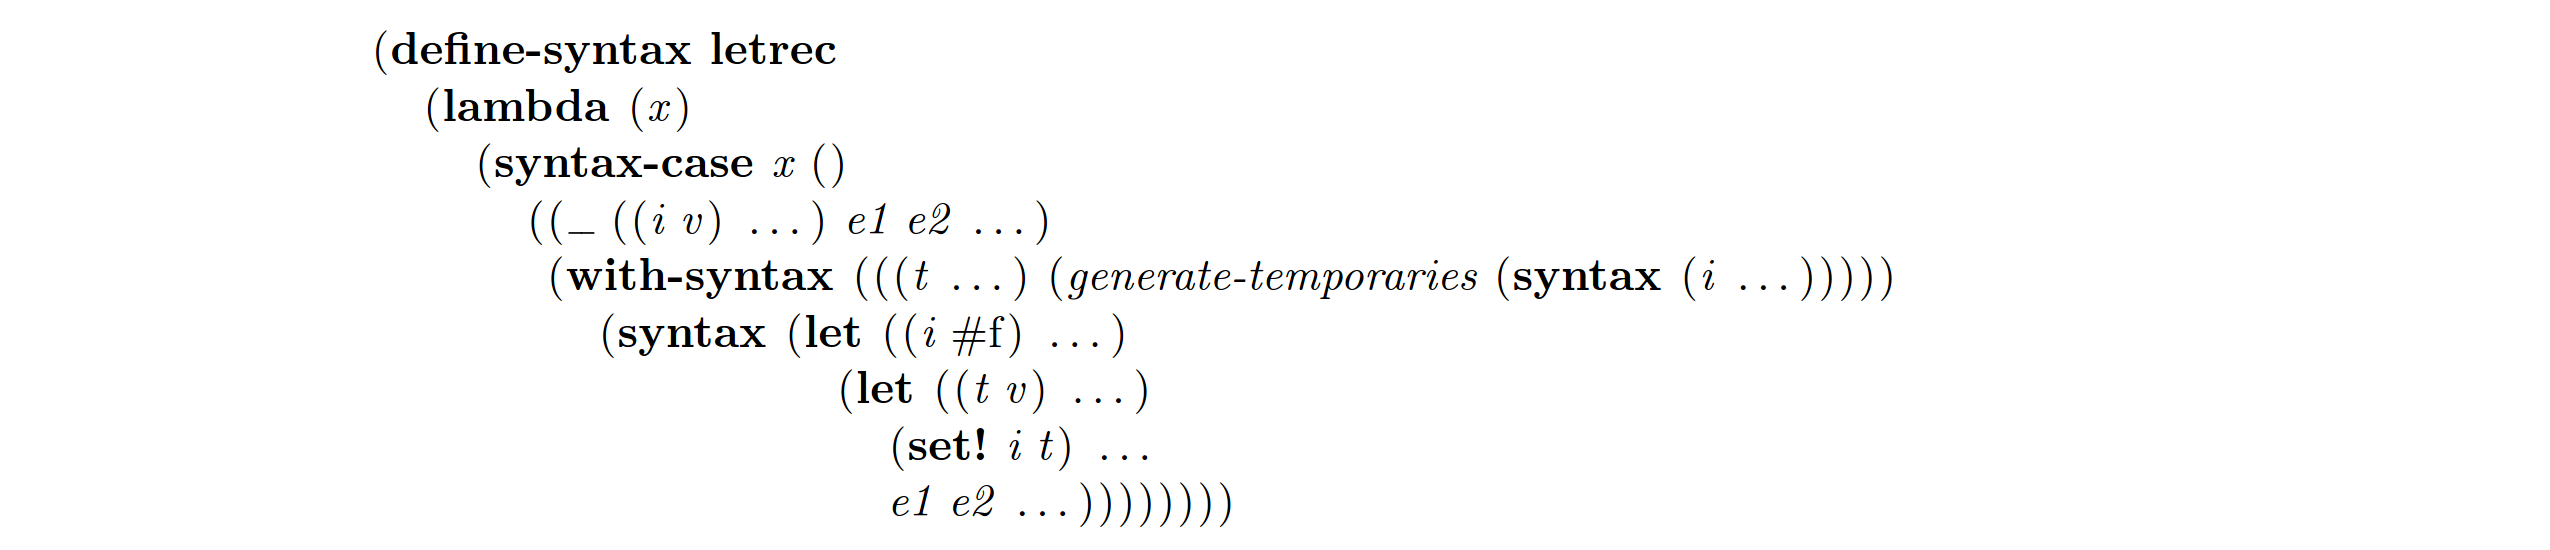 (define-syntax letrec
(lambda (x)
(syntax-case x ()
((_ ((i v) ...) e1 e2 ...)
(with-syntax (((t ...) (generate-temporaries (syntax (i ...)))))
(syntax (let ((i #f) ...)
(let ((t v) ...)
(set! i t) ...
e1 e2 ...))))))))